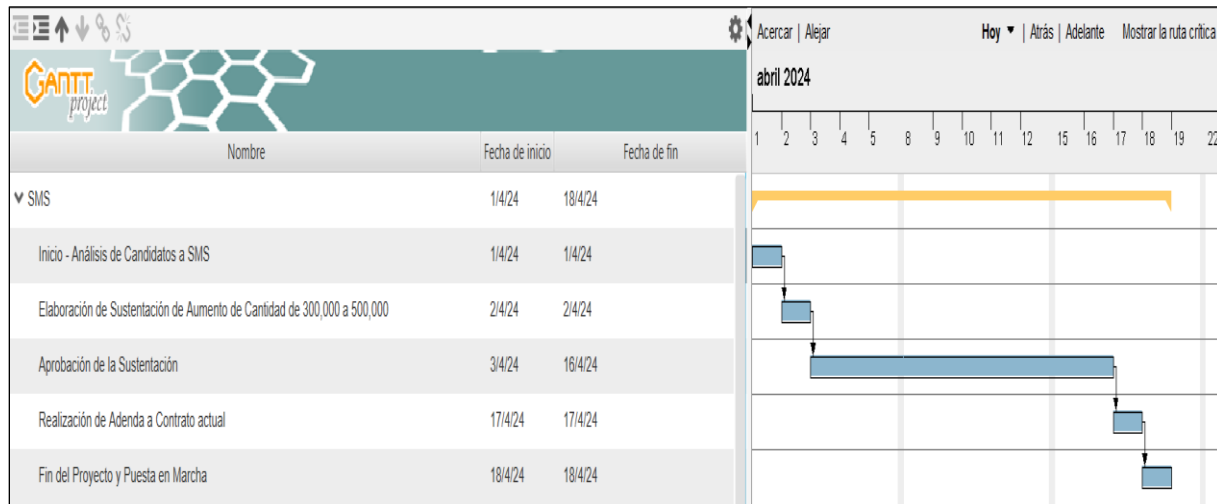 Acercar | Alejar Hoy ▼ | Atrás | Adelante Mostrar la ruta crítica
GANTT
project
abril 2024
1 2 3 4 5 8 9 10 11 12 15 16 17 18 19 22
Nombre Fecha de inicio Fecha de fin
SMS 1/4/24 18/4/24
Inicio - Análisis de Candidatos a SMS 1/4/24 1/4/24
Elaboración de Sustentación de Aumento de Cantidad de 300,000 a 500,000 2/4/24 2/4/24
Aprobación de la Sustentación 3/4/24 16/4/24
Realización de Adenda a Contrato actual 17/4/24 17/4/24
Fin del Proyecto y Puesta en Marcha 18/4/24 18/4/24